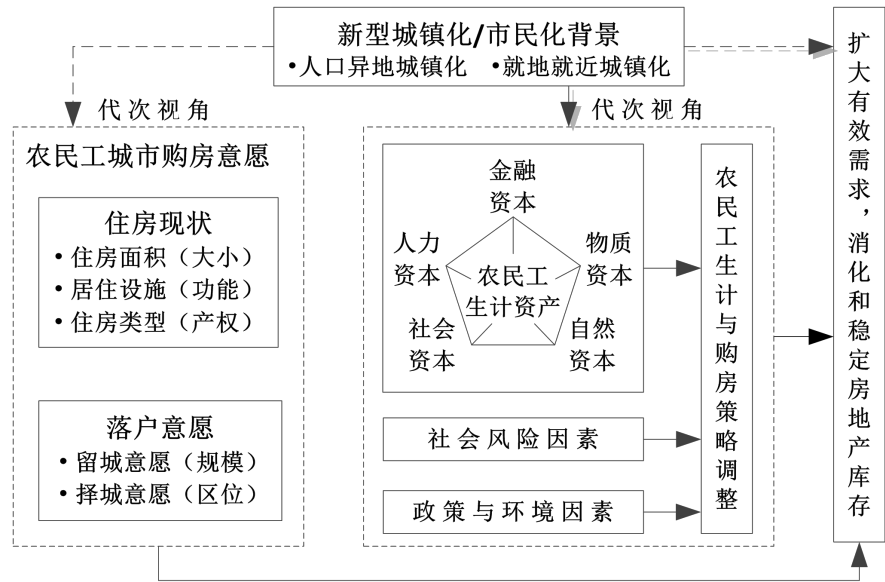 新型城镇化/市民化背景
•人口异地城镇化 •就地就近城镇化
代次视角
农民工城市购房意愿
住房现状
•住房面积（大小）
•居住设施（功能）
•住房类型（产权）
落户意愿
•留城意愿（规模）
•择城意愿（区位）
代次视角
金融
资本
人力
资本
物质
资本
农民工
生计资产
社会
资本
自然
资本
社会风险因素
政策与环境因素
农民工生计与购房策略调整
扩大有效需求，消化和稳定房地产库存